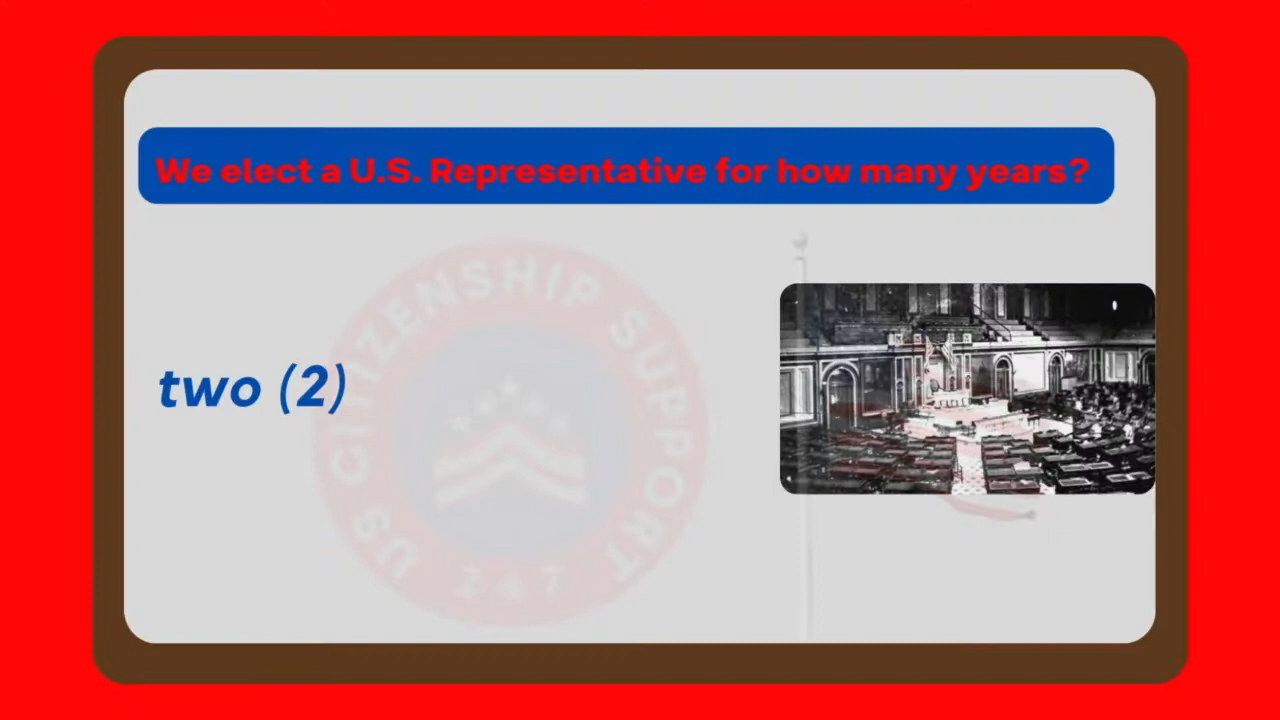 We elect a U.S. Representative for how many years?
two (2)
US CITIZENSHIP SUPPORT